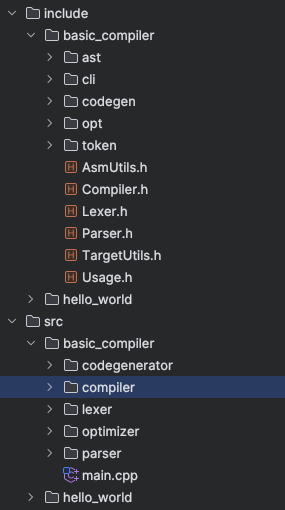 include
basic_compiler
ast
cli
codegen
opt
token
H AsmUtils.h
H Compiler.h
H Lexer.h
H Parser.h
H TargetUtils.h
H Usage.h
hello_world
src
basic_compiler
codegenerator
compiler
lexer
optimizer
parser
main.cpp
hello_world